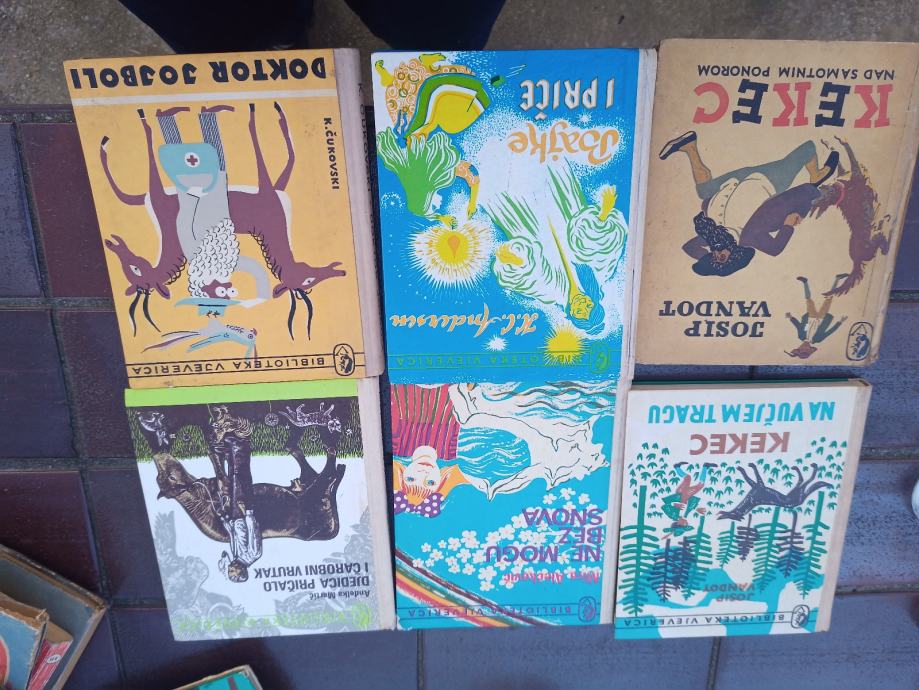 DOKTOR JOJBOLI
K. ČUKOVSKI
BIBLIOTEKA VJEVERICA
H. C. Andersen
Bajke
I PRIČE
BIBLIOTEKA VJEVERICA
KEKEC
NAD SAMOTNIM PONOROM
JOSIP
VANDOT
BIBLIOTEKA VJEVERICA
Anđelka Martić
DJEDICA PRIČALO
I ČAROBNI VRUTAK
BIBLIOTEKA VJEVERICA
NE MOGU
BEZ
SNOVA
BIBLIOTEKA VJEVERICA
JOSIP
VANDOT
KEKEC
NA VUČJEM TRAGU